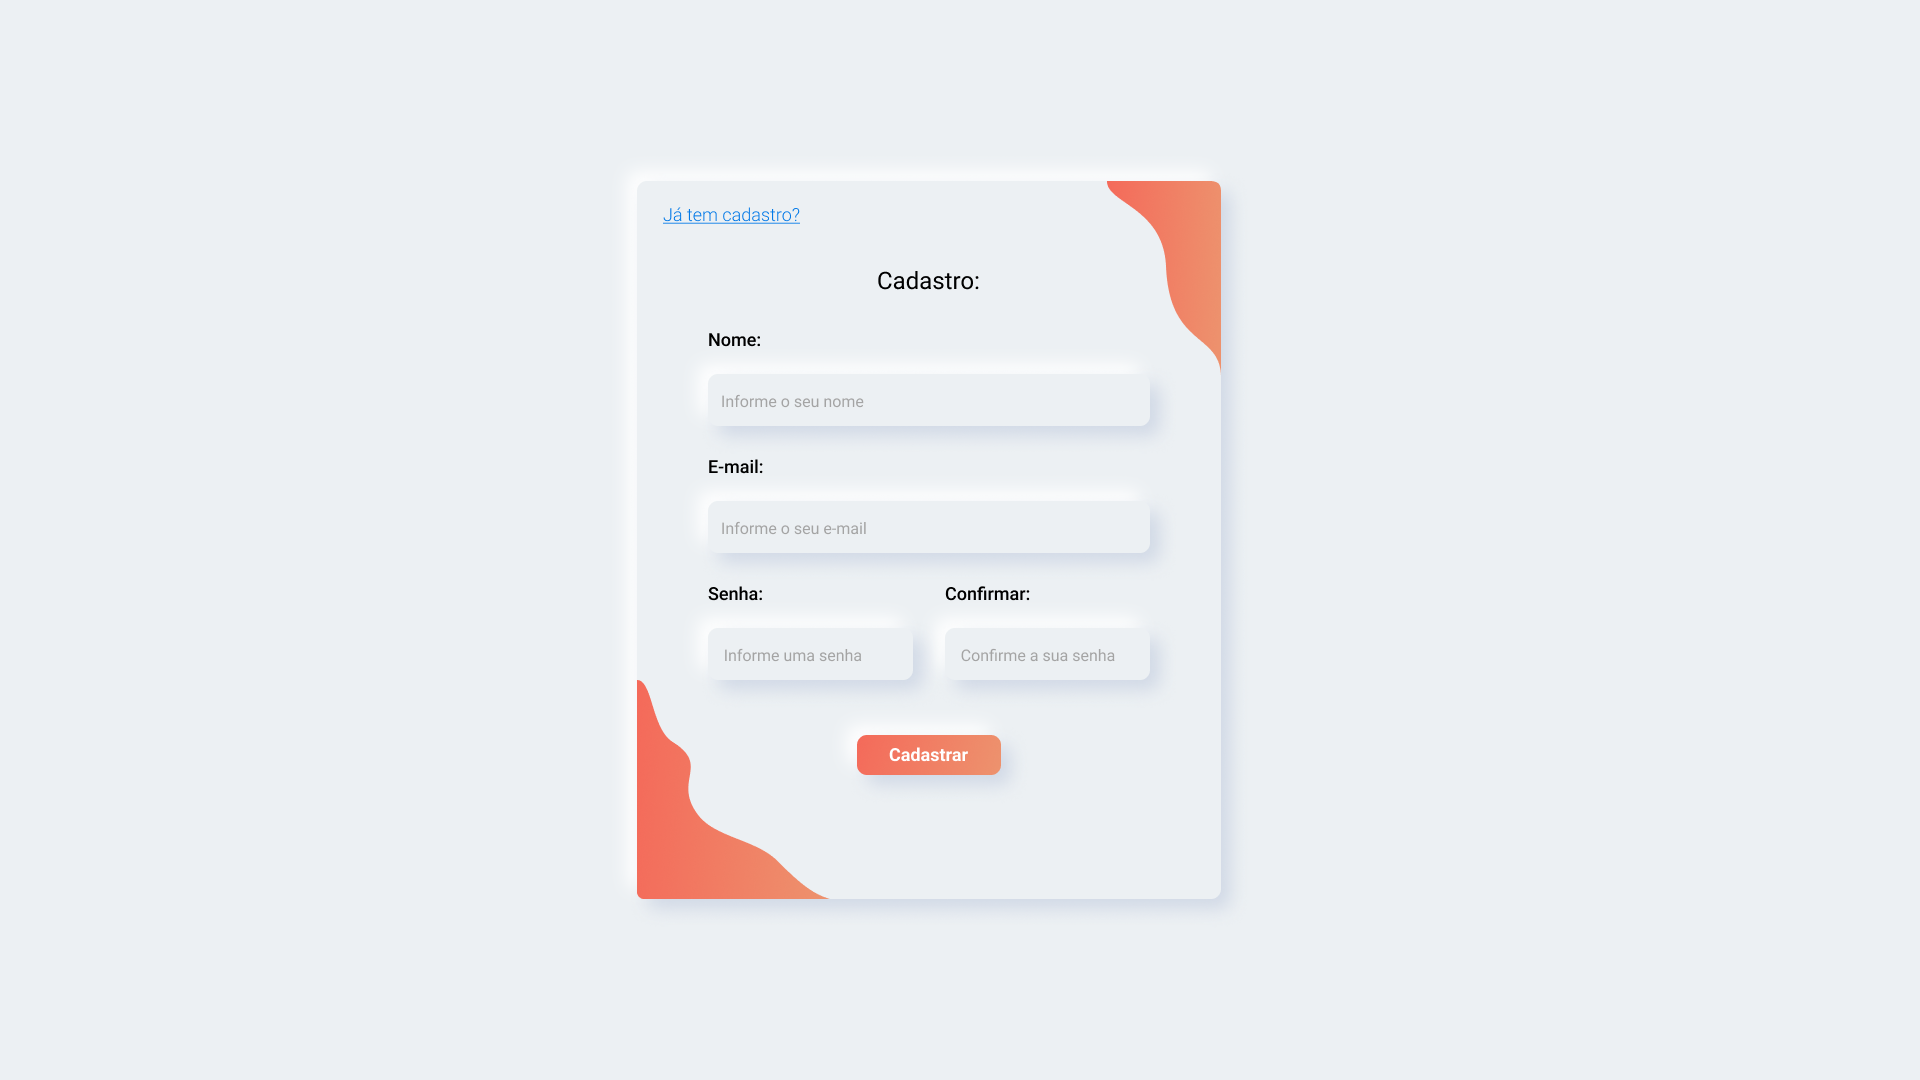 Já tem cadastro?
Cadastro:
Nome:
Informe o seu nome
E-mail:
Informe o seu e-mail
Senha:
Confirmar:
Informe uma senha
Confirme a sua senha
Cadastrar